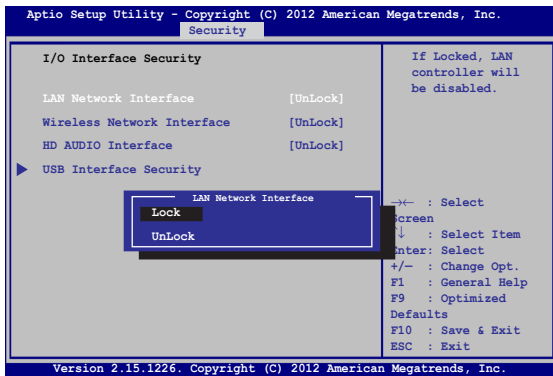 Aptio Setup Utility - Copyright (C) 2012 American Megatrends, Inc.
Security
I/O Interface Security
LAN Network Interface [UnLock]
Wireless Network Interface [UnLock]
HD AUDIO Interface [UnLock]
USB Interface Security
LAN Network Interface
Lock
UnLock
If Locked, LAN
controller will
be disabled.
→← : Select
Screen
↑↓ : Select Item
Enter: Select
+/— : Change Opt.
F1 : General Help
F9 : Optimized
Defaults
F10 : Save & Exit
ESC : Exit
Version 2.15.1226. Copyright (C) 2012 American Megatrends, Inc.